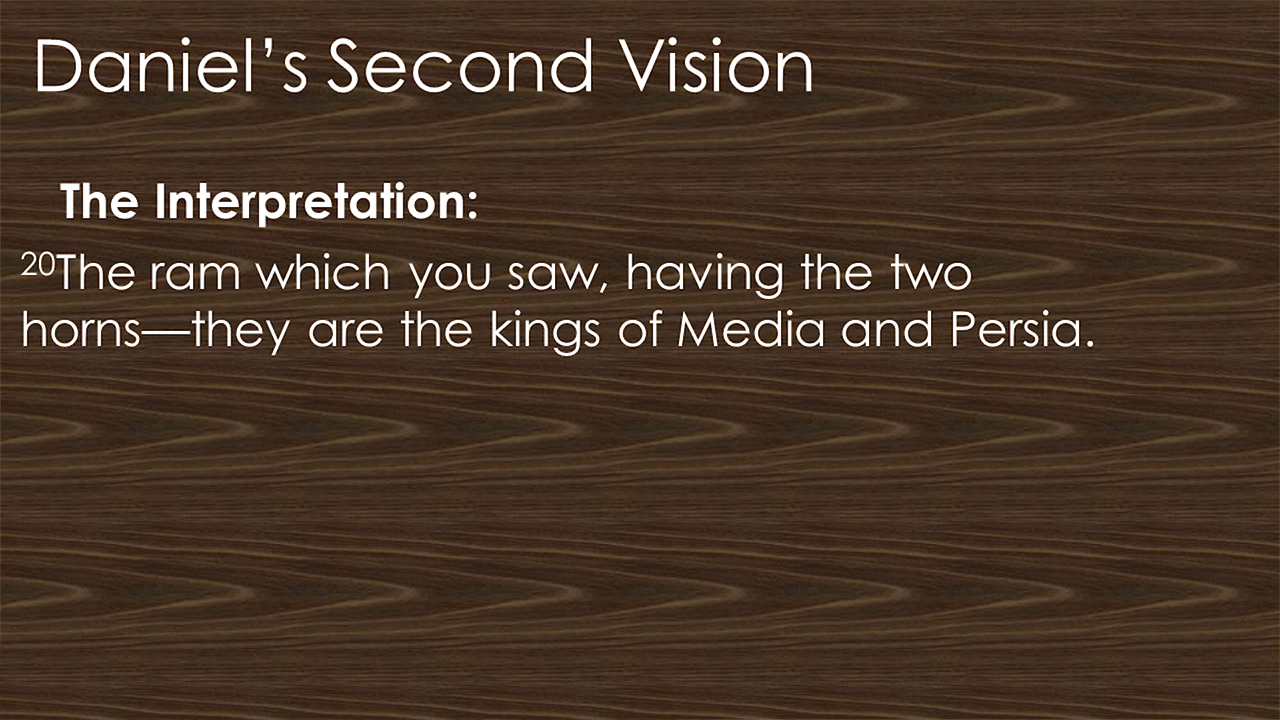 Daniel’s Second Vision
The Interpretation:
20The ram which you saw, having the two
horns—they are the kings of Media and Persia.